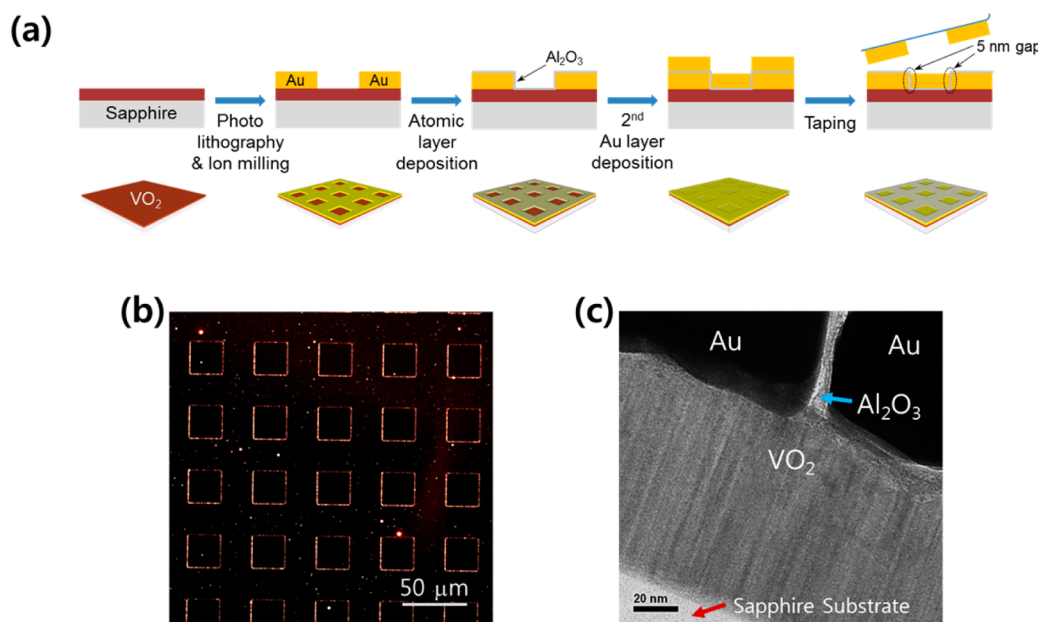 (a)
Al₂O₃
5 nm gap
Au
Au
Sapphire
Photo
lithography
& Ion milling
Atomic
layer
deposition
2nd
Au layer
deposition
Taping
VO₂
(b)
50 μm
(c)
Au
Au
Al₂O₃
VO₂
20 nm
Sapphire Substrate